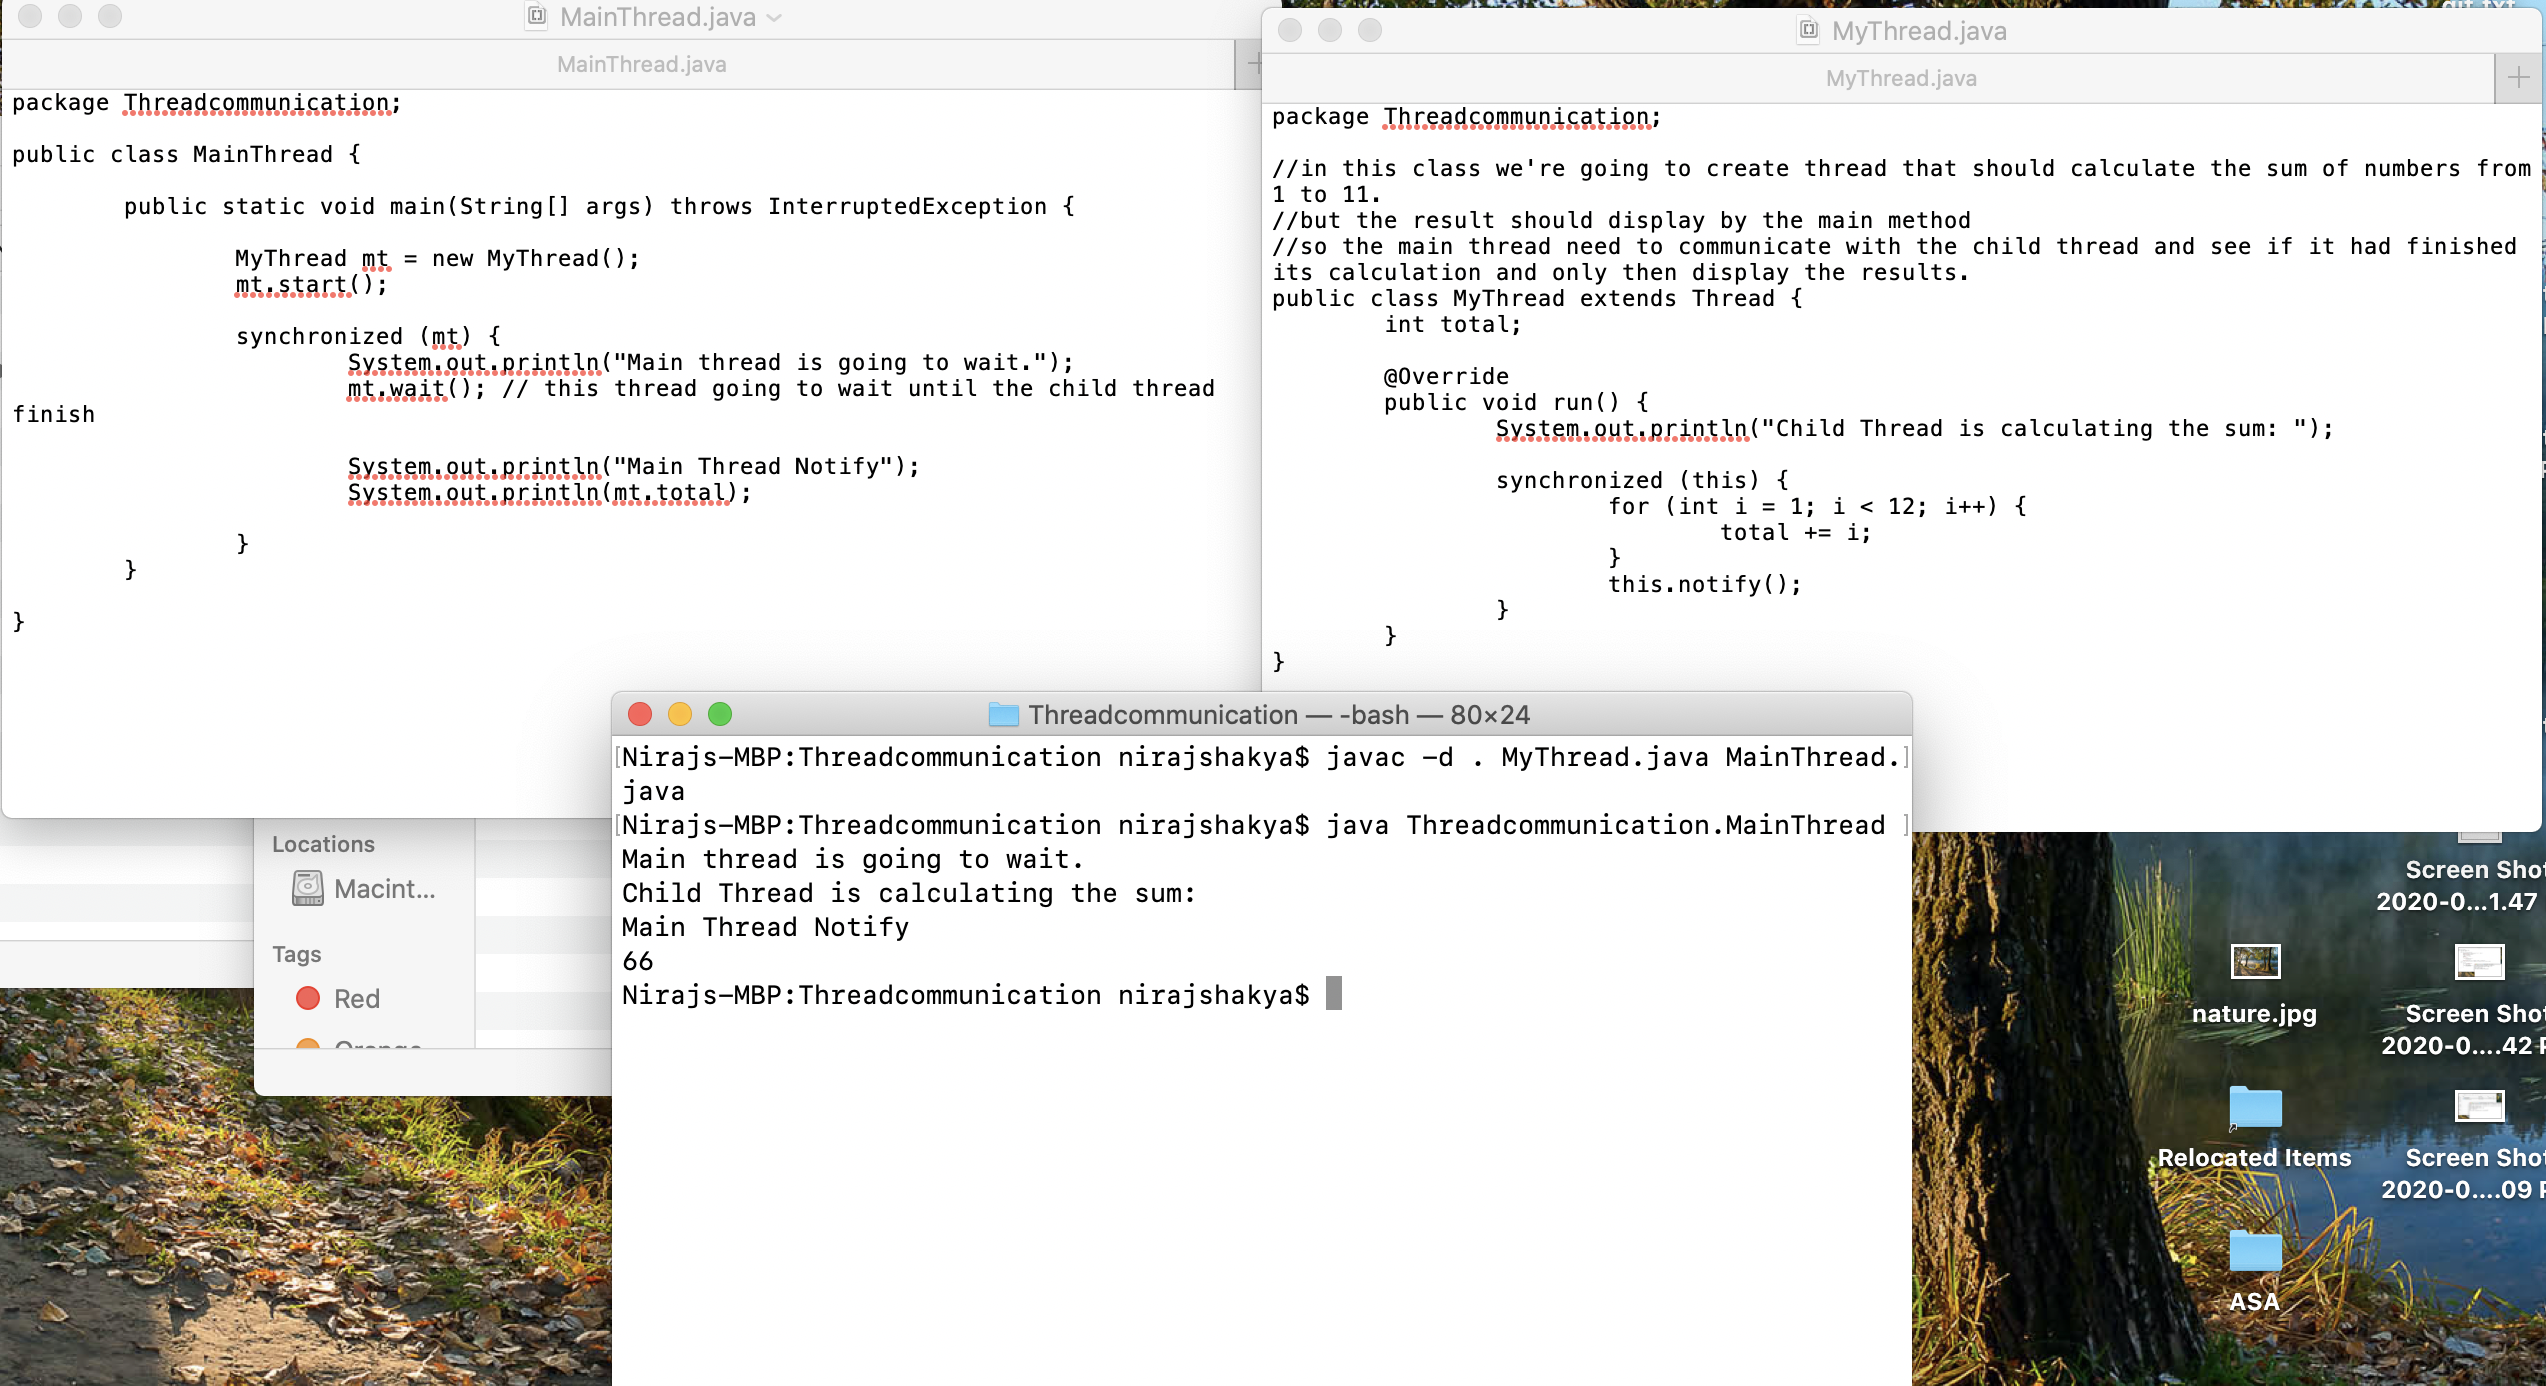 MainThread.java
MainThread.java
package Threadcommunication;
public class MainThread {
public static void main(String[] args) throws InterruptedException {
MyThread mt = new MyThread();
mt.start();
synchronized (mt) {
System.out.println("Main thread is going to wait.");
mt.wait(); // this thread going to wait until the child thread
finish
System.out.println("Main Thread Notify");
System.out.println(mt.total);
}
}
}
MyThread.java
MyThread.java
package Threadcommunication;
//in this class we're going to create thread that should calculate the sum of numbers from
1 to 11.
//but the result should display by the main method
//so the main thread need to communicate with the child thread and see if it had finished
its calculation and only then display the results.
public class MyThread extends Thread {
int total;
@Override
public void run() {
System.out.println("Child Thread is calculating the sum: ");
synchronized (this) {
for (int i = 1; i < 12; i++) {
total += i;
}
this.notify();
}
}
}
Threadcommunication — -bash — 80×24
[Nirajs-MBP:Threadcommunication nirajshakya$ javac -d . MyThread.java MainThread.]
java
[Nirajs-MBP:Threadcommunication nirajshakya$ java Threadcommunication.MainThread ]
Main thread is going to wait.
Child Thread is calculating the sum:
Main Thread Notify
66
Nirajs-MBP:Threadcommunication nirajshakya$
Locations
Macint...
Tags
Red
Orange
Screen Shot
2020-0...1.47
nature.jpg
Screen Shot
2020-0....42 P
Relocated Items
Screen Shot
2020-0....09 P
ASA